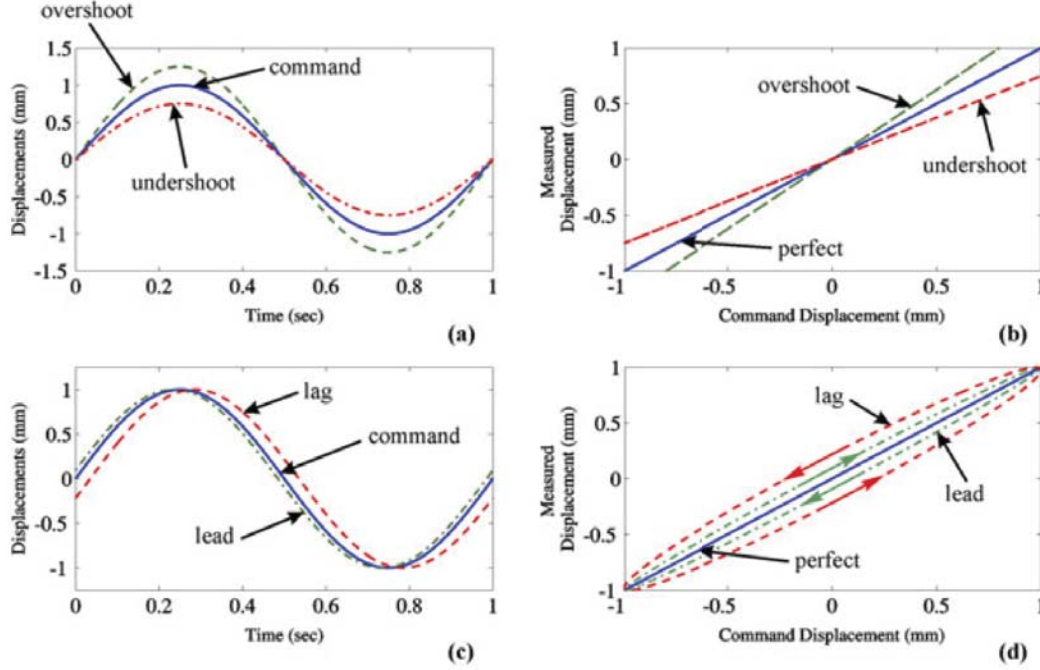 overshoot
1.5
1
0.5
0
-0.5
-1
-1.5
Displacements (mm)
command
undershoot
0
0.2
0.4
0.6
0.8
1
Time (sec)
(a)
1
0.5
0
-0.5
-1
Measured
Displacement (mm)
overshoot
undershoot
perfect
-1
-0.5
0
0.5
1
Command Displacement (mm)
(b)
1
0.5
0
-0.5
-1
Displacements (mm)
lag
command
lead
0
0.2
0.4
0.6
0.8
1
Time (sec)
(c)
1
0.5
0
-0.5
-1
Measured
Displacement (mm)
lag
lead
perfect
-1
-0.5
0
0.5
1
Command Displacement (mm)
(d)